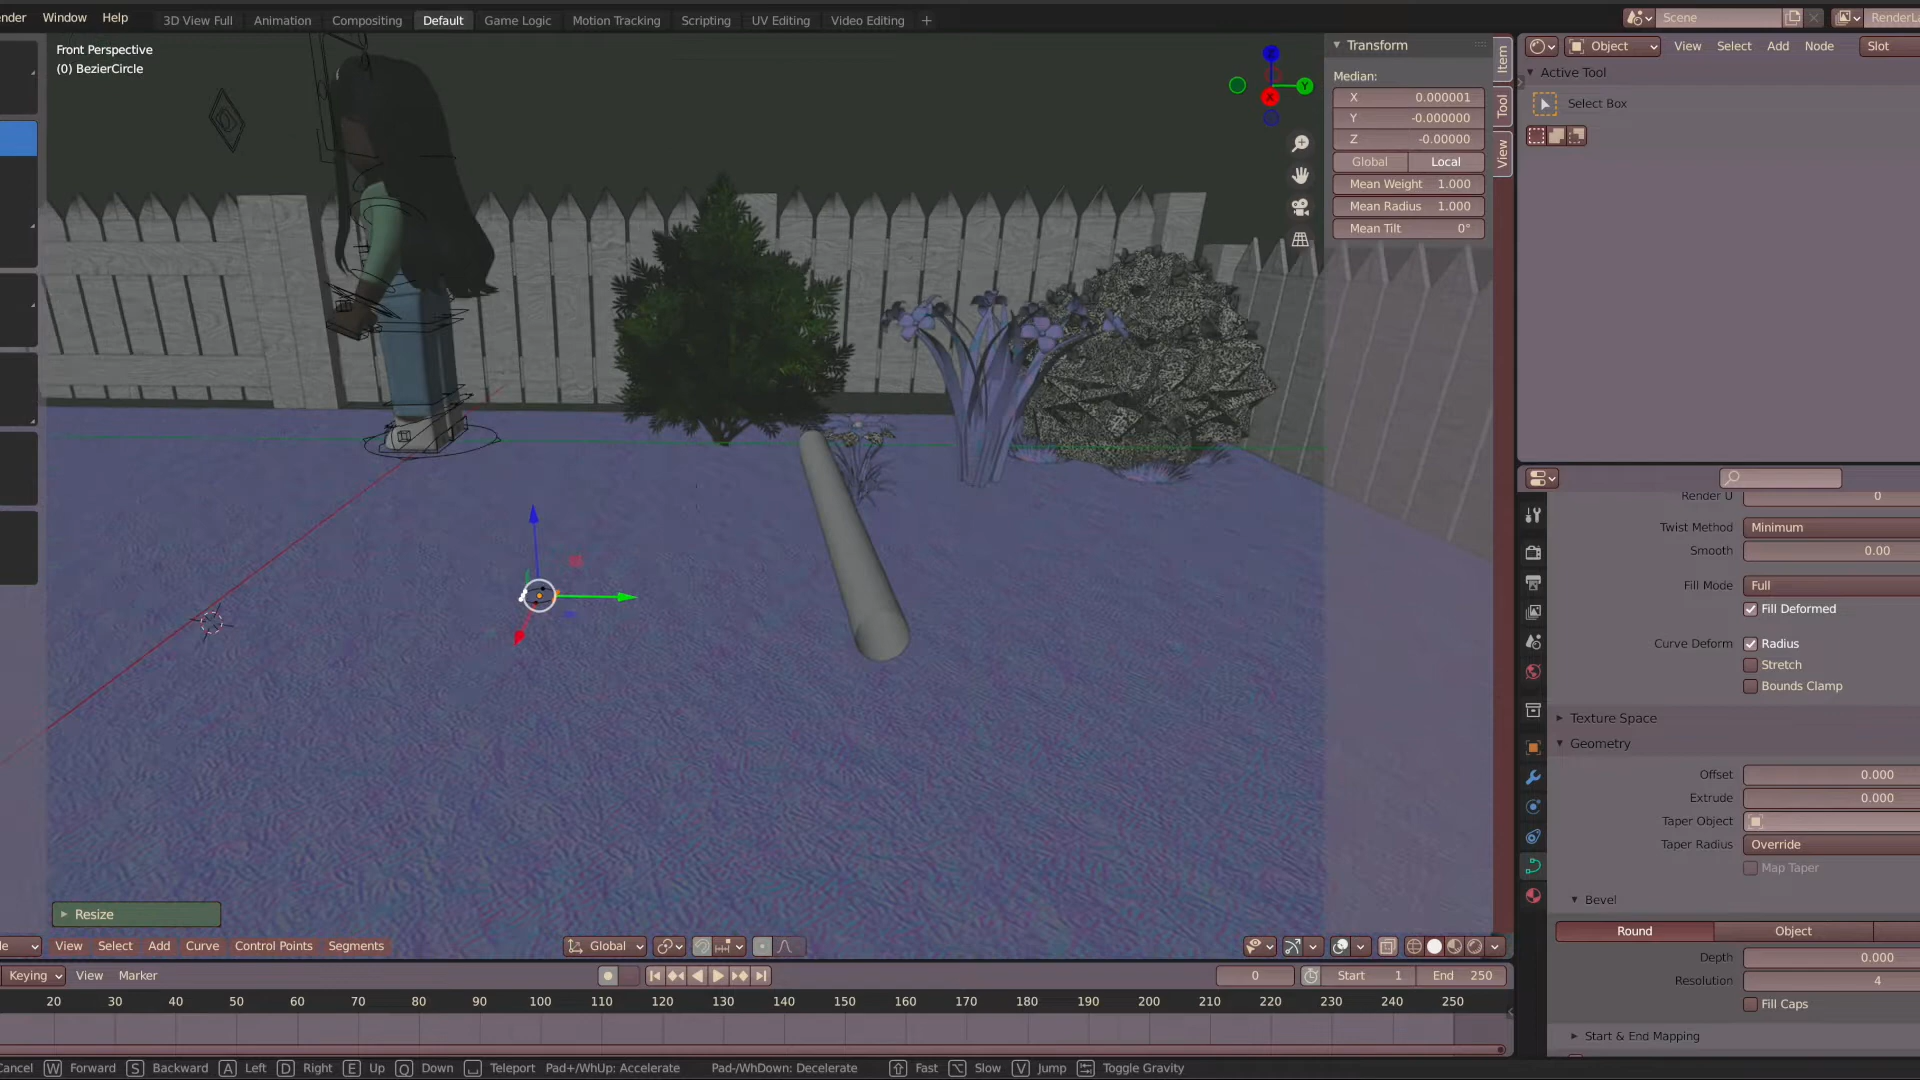 ender Window Help 3D View Full Animation Compositing Default Game Logic Motion Tracking Scripting UV Editing Video Editing + Scene RenderLa
Front Perspective
(0) BezierCircle
Transform
Median:
X 0.000001
Y -0.000000
Z -0.00000
Global Local
Mean Weight 1.000
Mean Radius 1.000
Mean Tilt 0°
Item
Tool
View
Z
Y
X
Object View Select Add Node Slot
Active Tool
Select Box
Render U 0
Twist Method Minimum
Smooth 0.00
Fill Mode Full
Fill Deformed
Curve Deform Radius
Stretch
Bounds Clamp
Texture Space
Geometry
Offset 0.000
Extrude 0.000
Taper Object
Taper Radius Override
Map Taper
Bevel
Round Object
Depth 0.000
Resolution 4
Fill Caps
Start & End Mapping
Resize
de View Select Add Curve Control Points Segments Global
Keying View Marker 0 Start 1 End 250
20 30 40 50 60 70 80 90 100 110 120 130 140 150 160 170 180 190 200 210 220 230 240 250
Cancel W Forward S Backward A Left D Right E Up Q Down Teleport Pad+/WhUp: Accelerate Pad-/WhDown: Decelerate Fast Slow V Jump Toggle Gravity